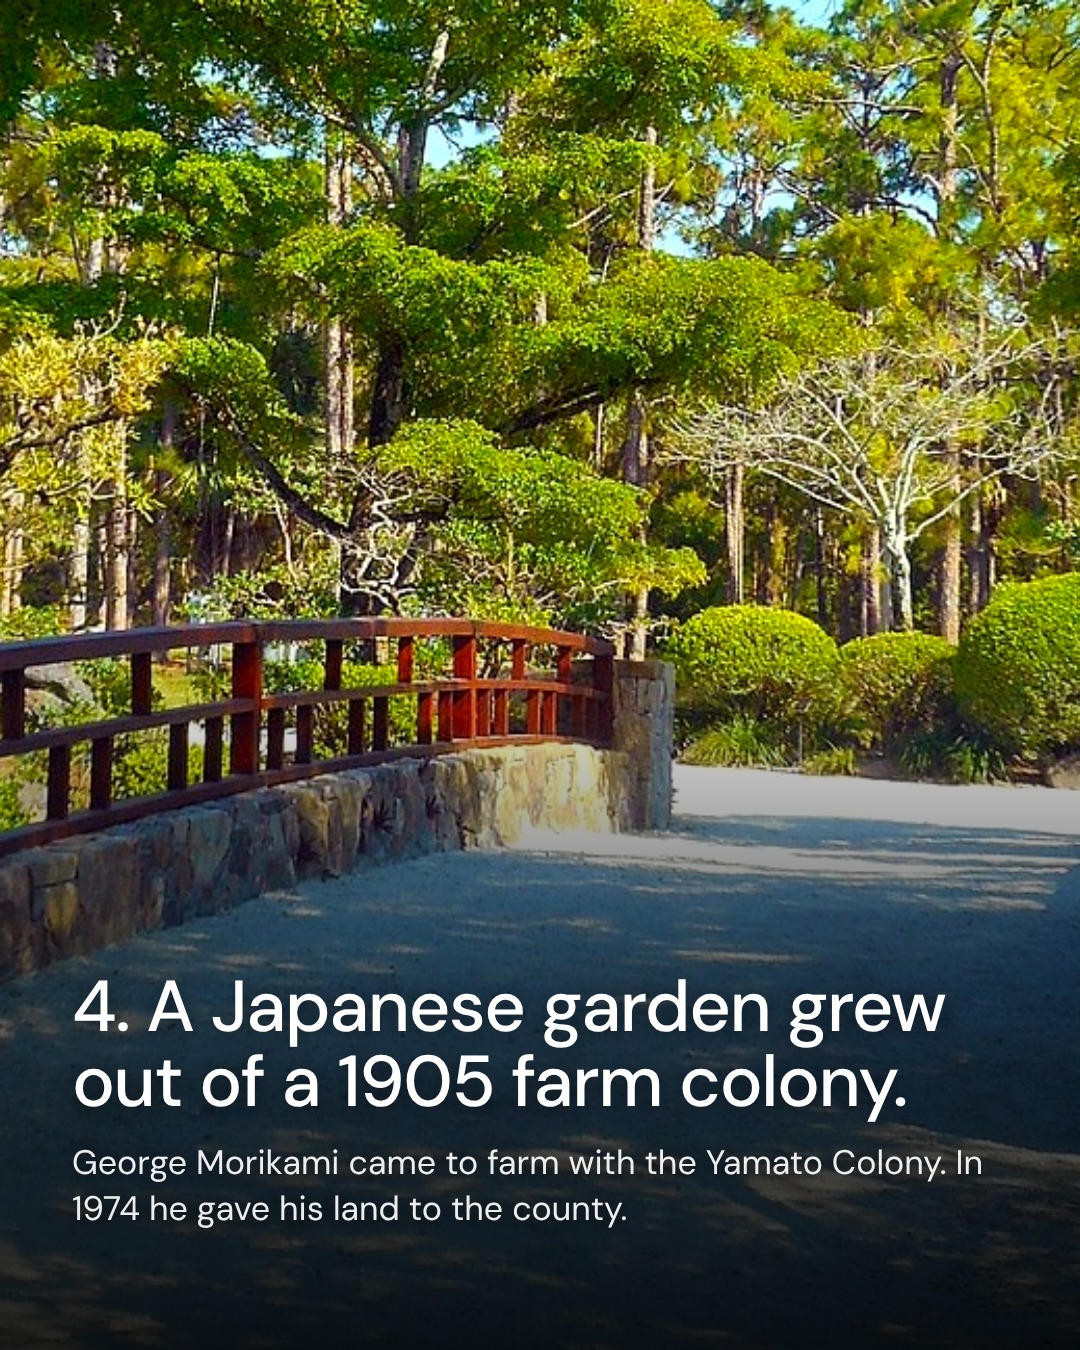 4. A Japanese garden grew
out of a 1905 farm colony.
George Morikami came to farm with the Yamato Colony. In
1974 he gave his land to the county.